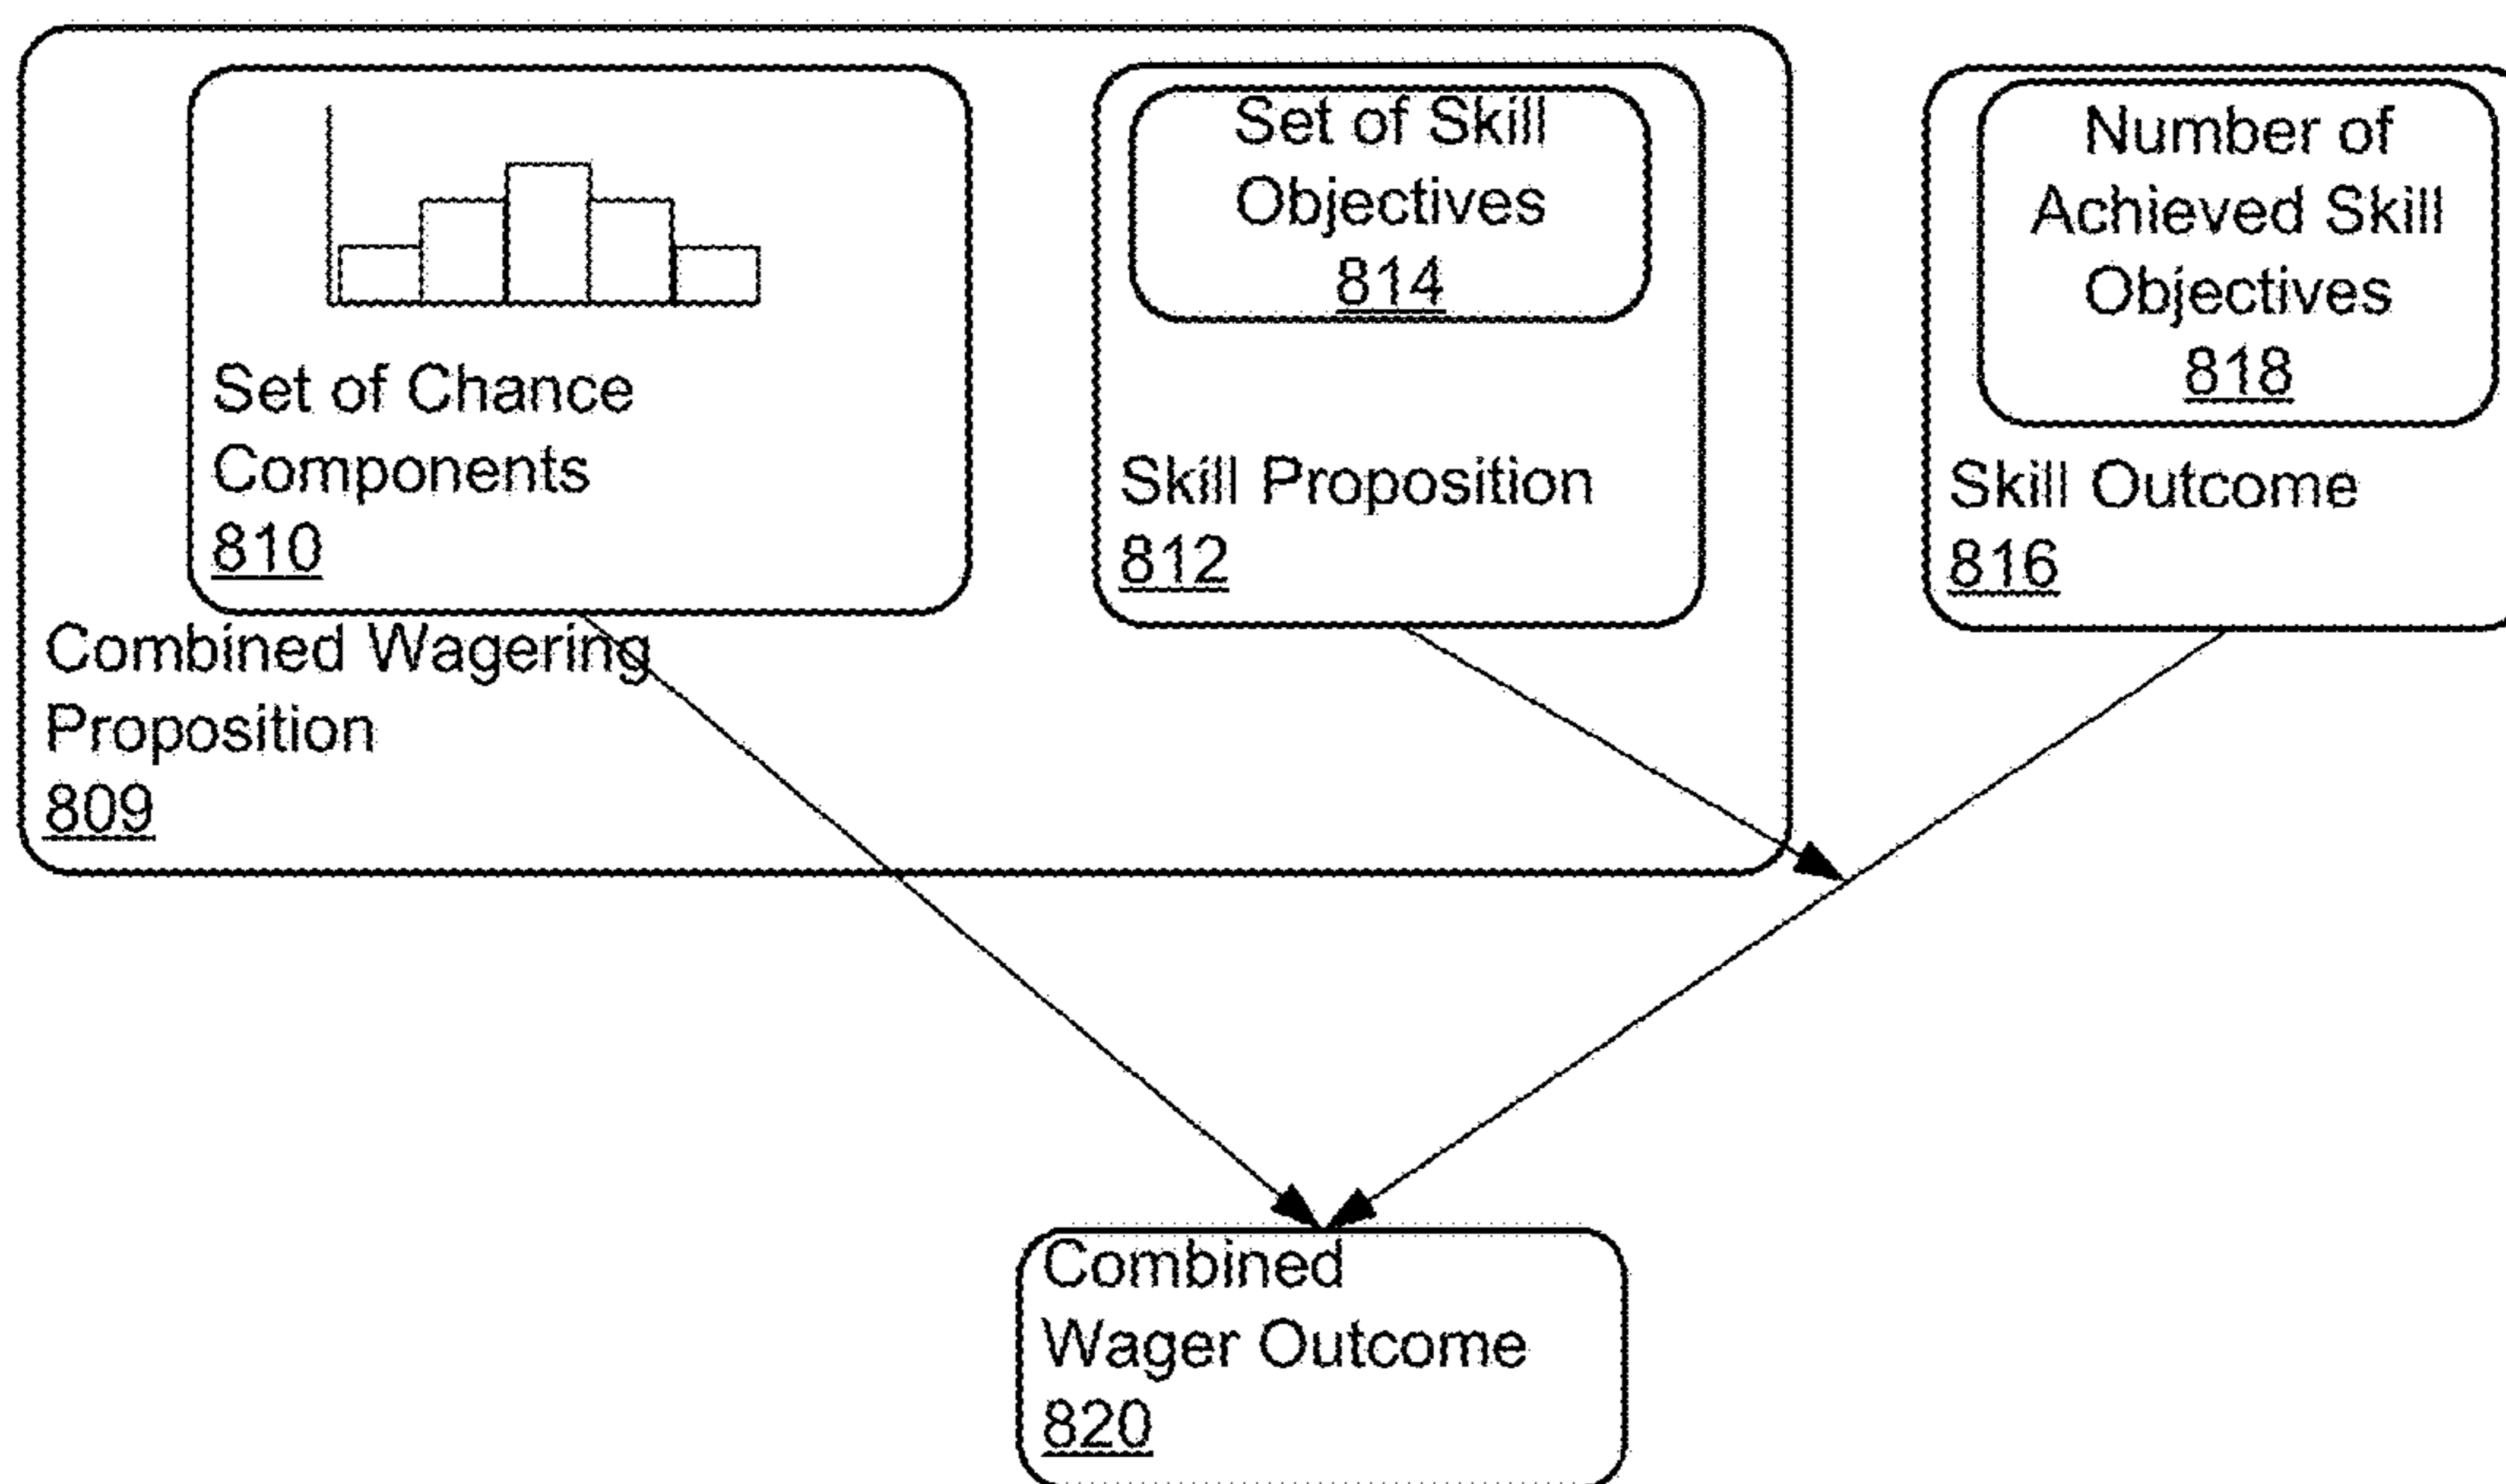 Set of Chance
Components
810
Set of Skill
Objectives
814
Skill Proposition
812
Combined Wagering
Proposition
809
Number of
Achieved Skill
Objectives
818
Skill Outcome
816
Combined
Wager Outcome
820